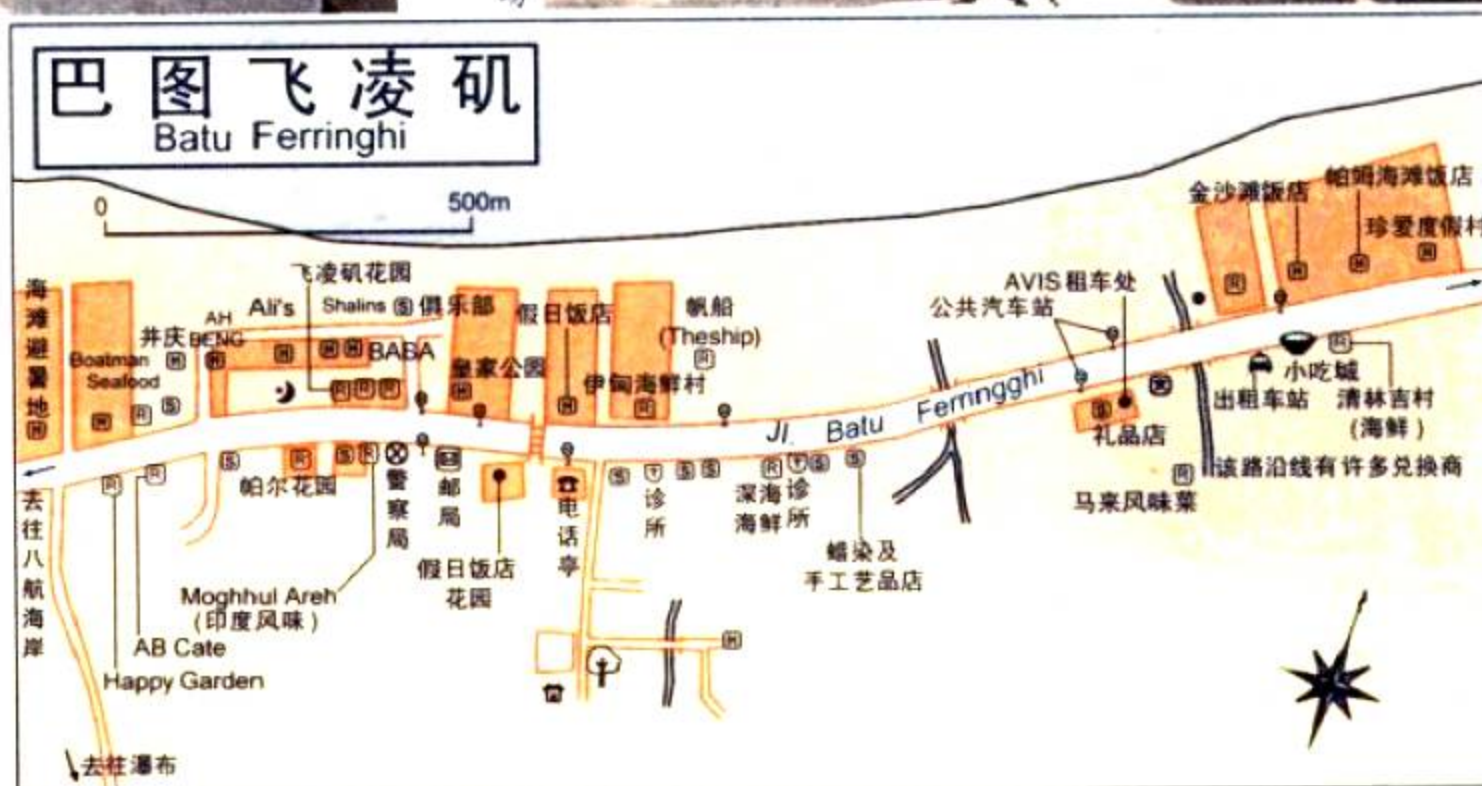 巴图飞凌矶
Batu Ferringhi
0
500m
金沙滩饭店
帕姆海滩饭店
珍爱度假村
AVIS租车处
公共汽车站
飞凌矶花园
Ali's
Shalins
俱乐部
假日饭店
帆船
(Theship)
海滩避暑地
井庆
AH
BENG
BABA
Boatman
Seafood
皇家公园
伊甸海鲜村
Jl. Batu Ferringghi
小吃城
出租车站
清林吉村
(海鲜)
礼品店
该路沿线有许多兑换商
马来风味菜
帕尔花园
警察局
邮局
电话亭
诊所
深海
海鲜
诊所
蜡染及
手工艺品店
假日饭店
花园
Moghhul Areh
(印度风味)
AB Cate
Happy Garden
去往八航海岸
去往瀑布